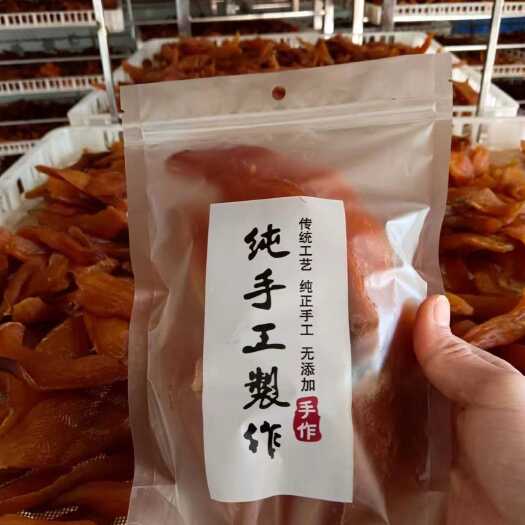 传统工艺 纯正手工 无添加
手作
纯手工製作